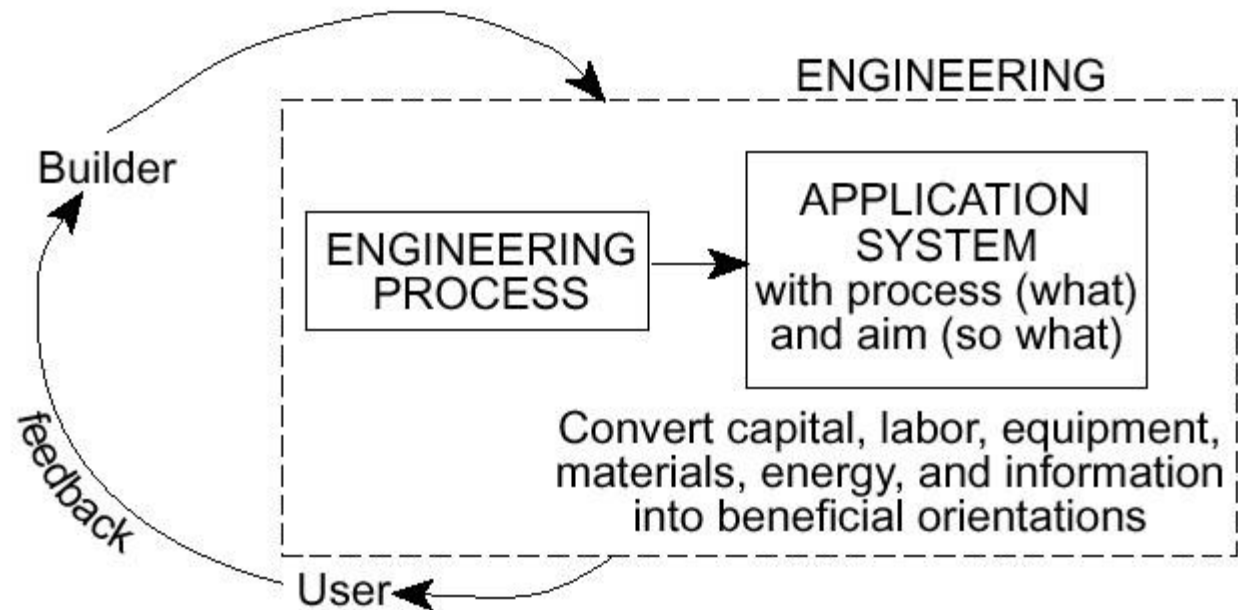 ENGINEERING
Builder
ENGINEERING
PROCESS
APPLICATION
SYSTEM
with process (what)
and aim (so what)
Convert capital, labor, equipment,
materials, energy, and information
into beneficial orientations
feedback
User